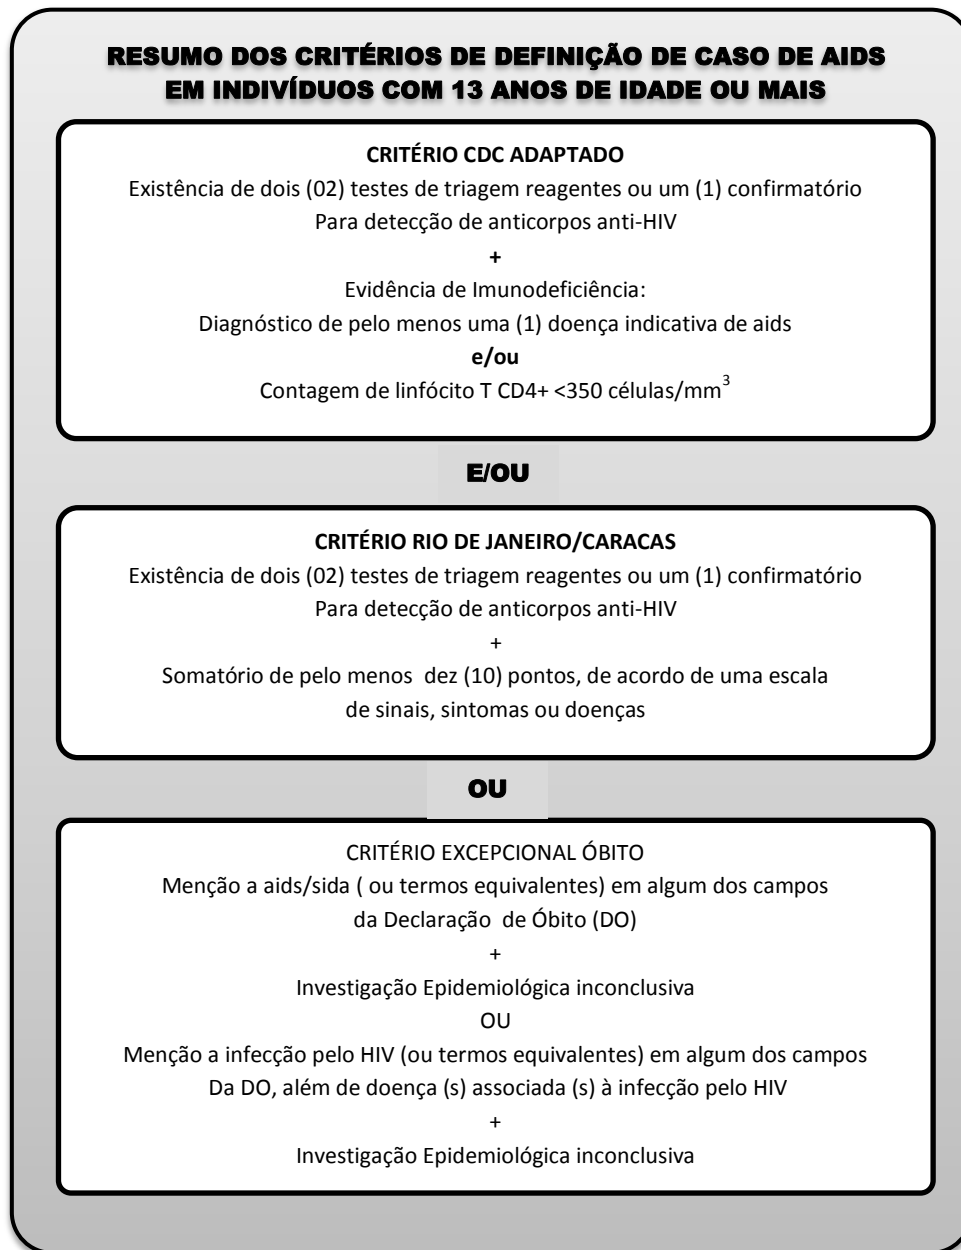 RESUMO DOS CRITÉRIOS DE DEFINIÇÃO DE CASO DE AIDS
EM INDIVÍDUOS COM 13 ANOS DE IDADE OU MAIS
CRITÉRIO CDC ADAPTADO
Existência de dois (02) testes de triagem reagentes ou um (1) confirmatório
Para detecção de anticorpos anti-HIV
+
Evidência de Imunodeficiência:
Diagnóstico de pelo menos uma (1) doença indicativa de aids
e/ou
Contagem de linfócito T CD4+ <350 células/mm³
E/OU
CRITÉRIO RIO DE JANEIRO/CARACAS
Existência de dois (02) testes de triagem reagentes ou um (1) confirmatório
Para detecção de anticorpos anti-HIV
+
Somatório de pelo menos dez (10) pontos, de acordo de uma escala
de sinais, sintomas ou doenças
OU
CRITÉRIO EXCEPCIONAL ÓBITO
Menção a aids/sida ( ou termos equivalentes) em algum dos campos
da Declaração de Óbito (DO)
+
Investigação Epidemiológica inconclusiva
OU
Menção a infecção pelo HIV (ou termos equivalentes) em algum dos campos
Da DO, além de doença (s) associada (s) à infecção pelo HIV
+
Investigação Epidemiológica inconclusiva